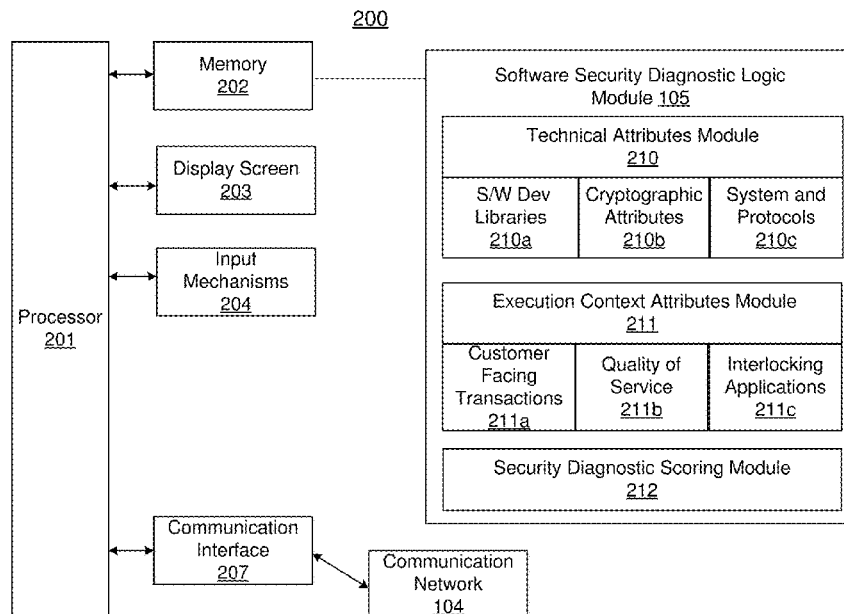 200
Processor
201
Memory
202
Display Screen
203
Input
Mechanisms
204
Communication
Interface
207
Communication
Network
104
Software Security Diagnostic Logic
Module 105
Technical Attributes Module
210
S/W Dev
Libraries
210a
Cryptographic
Attributes
210b
System and
Protocols
210c
Execution Context Attributes Module
211
Customer
Facing
Transactions
211a
Quality of
Service
211b
Interlocking
Applications
211c
Security Diagnostic Scoring Module
212